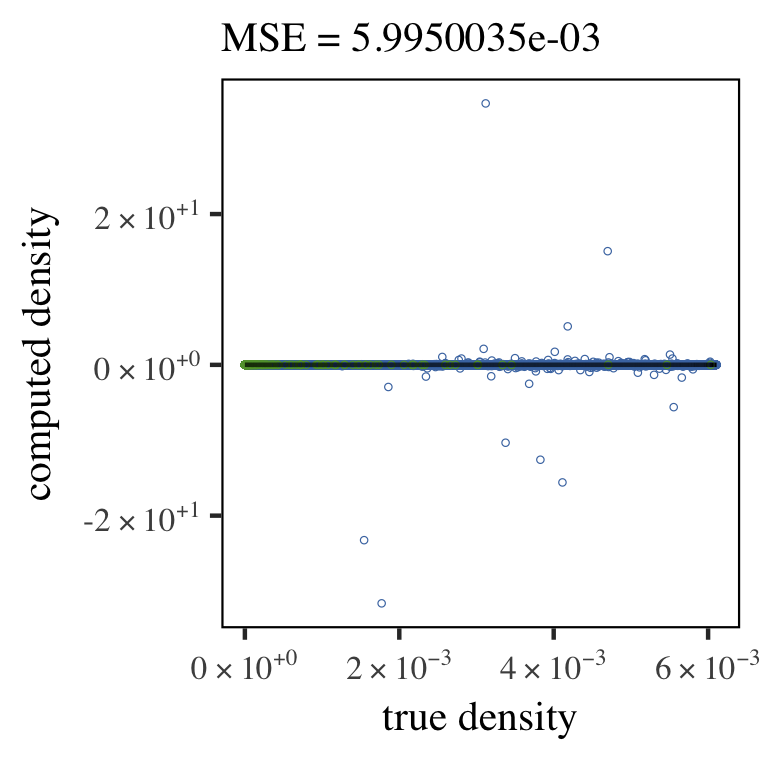 MSE = 5.9950035e-03
computed density
2 × 10⁺¹
0 × 10⁺⁰
-2 × 10⁺¹
0 × 10⁺⁰ 2 × 10⁻³ 4 × 10⁻³ 6 × 10⁻³
true density